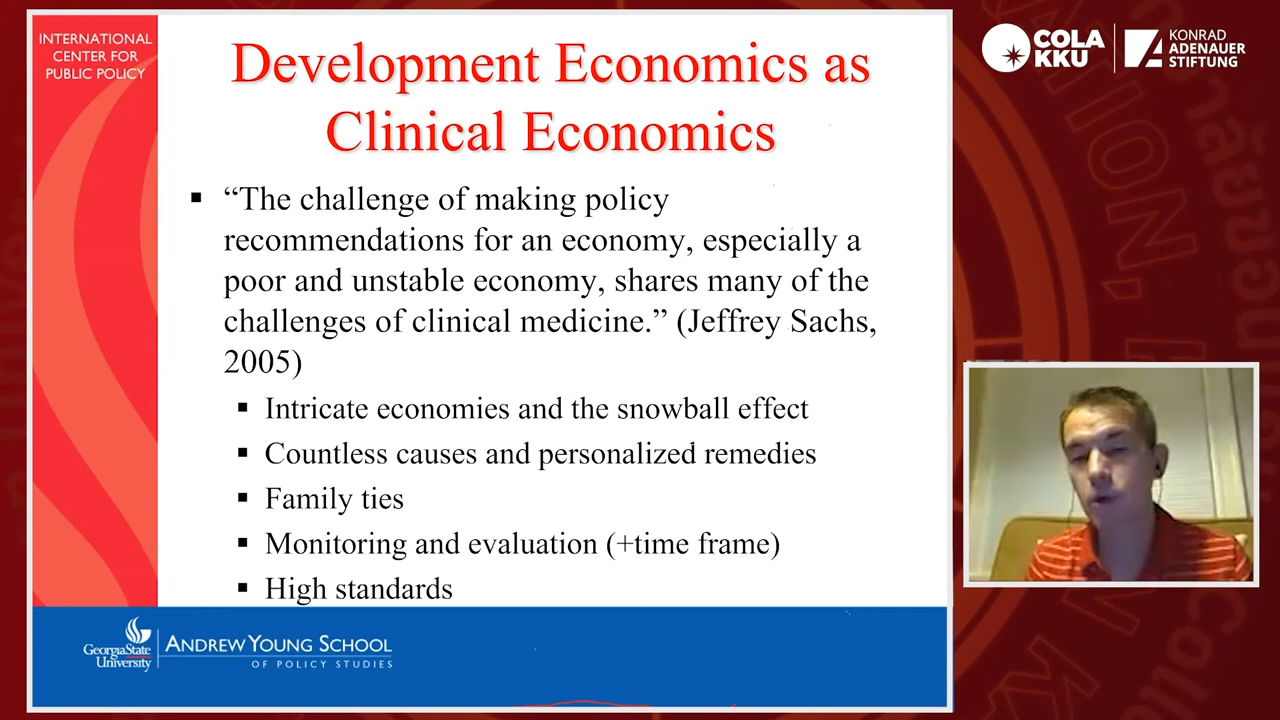 INTERNATIONAL
CENTER FOR
PUBLIC POLICY
Development Economics as
Clinical Economics
▪ “The challenge of making policy
recommendations for an economy, especially a
poor and unstable economy, shares many of the
challenges of clinical medicine.” (Jeffrey Sachs,
2005)
▪ Intricate economies and the snowball effect
▪ Countless causes and personalized remedies
▪ Family ties
▪ Monitoring and evaluation (+time frame)
▪ High standards
GeorgiaState
University
ANDREW YOUNG SCHOOL
OF POLICY STUDIES
COLA
KKU
KONRAD
ADENAUER
STIFTUNG